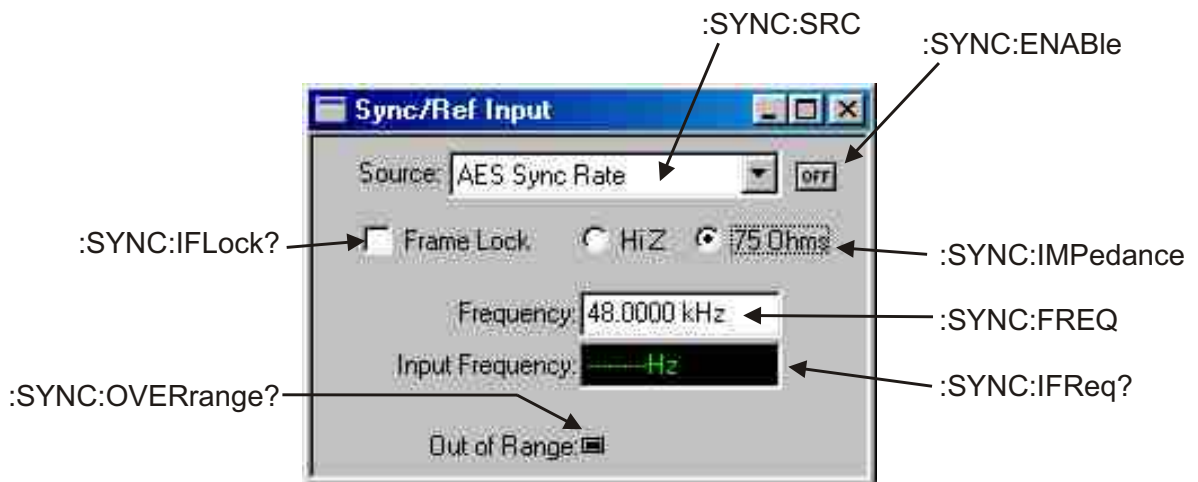 :SYNC:SRC
:SYNC:ENABle
Sync/Ref Input
Source: AES Sync Rate OFF
:SYNC:IFLock?
Frame Lock HiZ 75 Ohms
:SYNC:IMPedance
Frequency: 48.0000 kHz
:SYNC:FREQ
Input Frequency: -------Hz
:SYNC:IFReq?
:SYNC:OVERrange?
Out of Range: